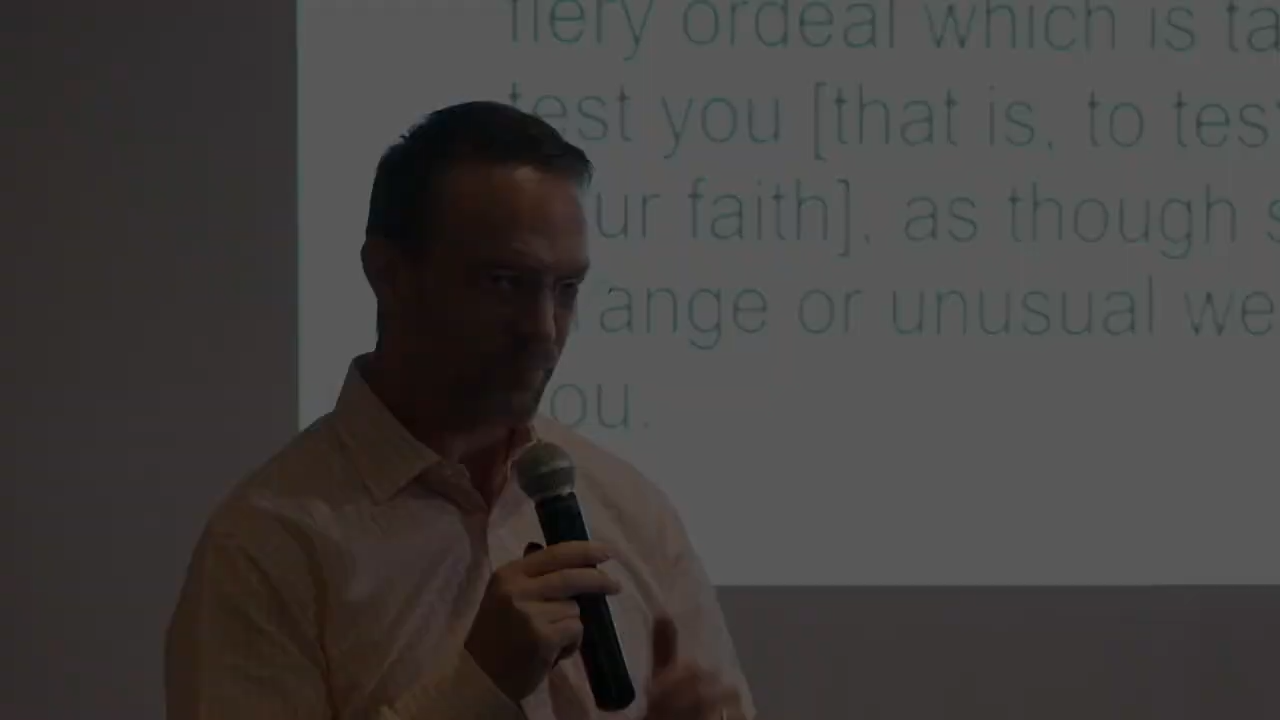 fiery ordeal which is ta
test you [that is, to tes
ur faith], as though s
ange or unusual we
ou.